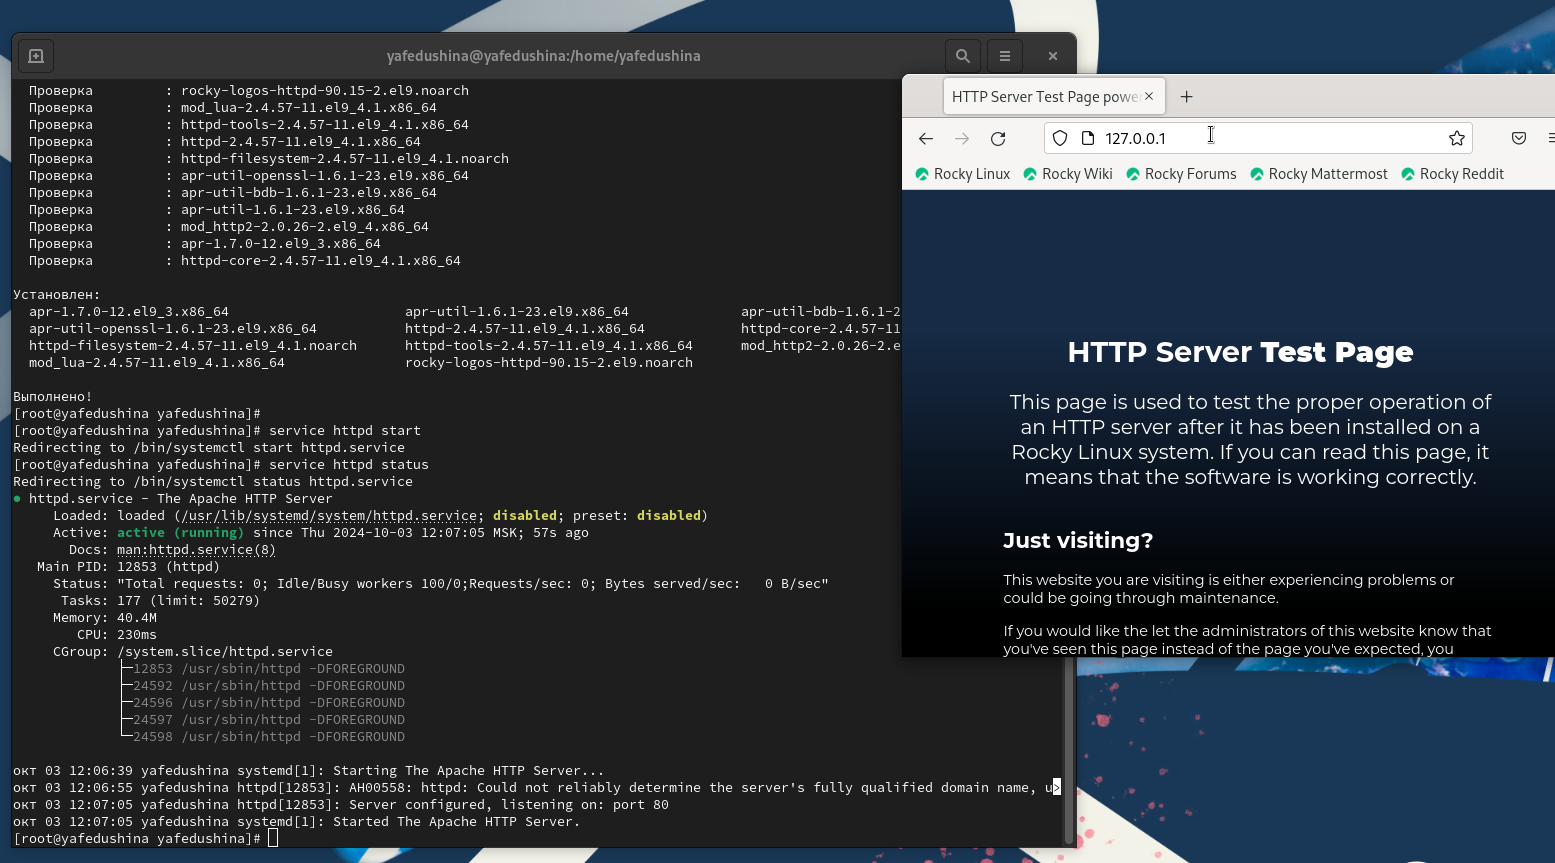 yafedushina@yafedushina:/home/yafedushina
Проверка : rocky-logos-httpd-90.15-2.el9.noarch
Проверка : mod_lua-2.4.57-11.el9_4.1.x86_64
Проверка : httpd-tools-2.4.57-11.el9_4.1.x86_64
Проверка : httpd-2.4.57-11.el9_4.1.x86_64
Проверка : httpd-filesystem-2.4.57-11.el9_4.1.noarch
Проверка : apr-util-openssl-1.6.1-23.el9.x86_64
Проверка : apr-util-bdb-1.6.1-23.el9.x86_64
Проверка : apr-util-1.6.1-23.el9.x86_64
Проверка : mod_http2-2.0.26-2.el9_4.x86_64
Проверка : apr-1.7.0-12.el9_3.x86_64
Проверка : httpd-core-2.4.57-11.el9_4.1.x86_64
Установлен:
apr-1.7.0-12.el9_3.x86_64 apr-util-1.6.1-23.el9.x86_64 apr-util-bdb-1.6.1-2
apr-util-openssl-1.6.1-23.el9.x86_64 httpd-2.4.57-11.el9_4.1.x86_64 httpd-core-2.4.57-11
httpd-filesystem-2.4.57-11.el9_4.1.noarch httpd-tools-2.4.57-11.el9_4.1.x86_64 mod_http2-2.0.26-2.e
mod_lua-2.4.57-11.el9_4.1.x86_64 rocky-logos-httpd-90.15-2.el9.noarch
Выполнено!
[root@yafedushina yafedushina]#
[root@yafedushina yafedushina]# service httpd start
Redirecting to /bin/systemctl start httpd.service
[root@yafedushina yafedushina]# service httpd status
Redirecting to /bin/systemctl status httpd.service
● httpd.service - The Apache HTTP Server
Loaded: loaded (/usr/lib/systemd/system/httpd.service; disabled; preset: disabled)
Active: active (running) since Thu 2024-10-03 12:07:05 MSK; 57s ago
Docs: man:httpd.service(8)
Main PID: 12853 (httpd)
Status: "Total requests: 0; Idle/Busy workers 100/0;Requests/sec: 0; Bytes served/sec:   0 B/sec"
Tasks: 177 (limit: 50279)
Memory: 40.4M
CPU: 230ms
CGroup: /system.slice/httpd.service
├─12853 /usr/sbin/httpd -DFOREGROUND
├─24592 /usr/sbin/httpd -DFOREGROUND
├─24596 /usr/sbin/httpd -DFOREGROUND
├─24597 /usr/sbin/httpd -DFOREGROUND
└─24598 /usr/sbin/httpd -DFOREGROUND
окт 03 12:06:39 yafedushina systemd[1]: Starting The Apache HTTP Server...
окт 03 12:06:55 yafedushina httpd[12853]: AH00558: httpd: Could not reliably determine the server's fully qualified domain name, u>
окт 03 12:07:05 yafedushina httpd[12853]: Server configured, listening on: port 80
окт 03 12:07:05 yafedushina systemd[1]: Started The Apache HTTP Server.
[root@yafedushina yafedushina]#
HTTP Server Test Page powe
127.0.0.1
Rocky Linux Rocky Wiki Rocky Forums Rocky Mattermost Rocky Reddit
HTTP Server Test Page
This page is used to test the proper operation of
an HTTP server after it has been installed on a
Rocky Linux system. If you can read this page, it
means that the software is working correctly.
Just visiting?
This website you are visiting is either experiencing problems or
could be going through maintenance.
If you would like the let the administrators of this website know that
you've seen this page instead of the page you've expected, you